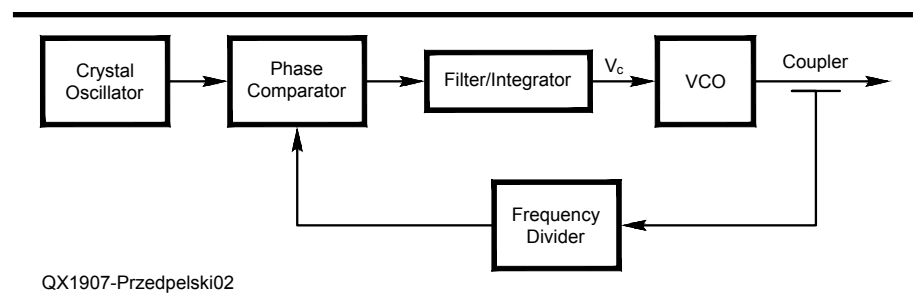 Crystal
Oscillator
Phase
Comparator
Filter/Integrator
Vc
VCO
Coupler
Frequency
Divider
QX1907-Przedpelski02